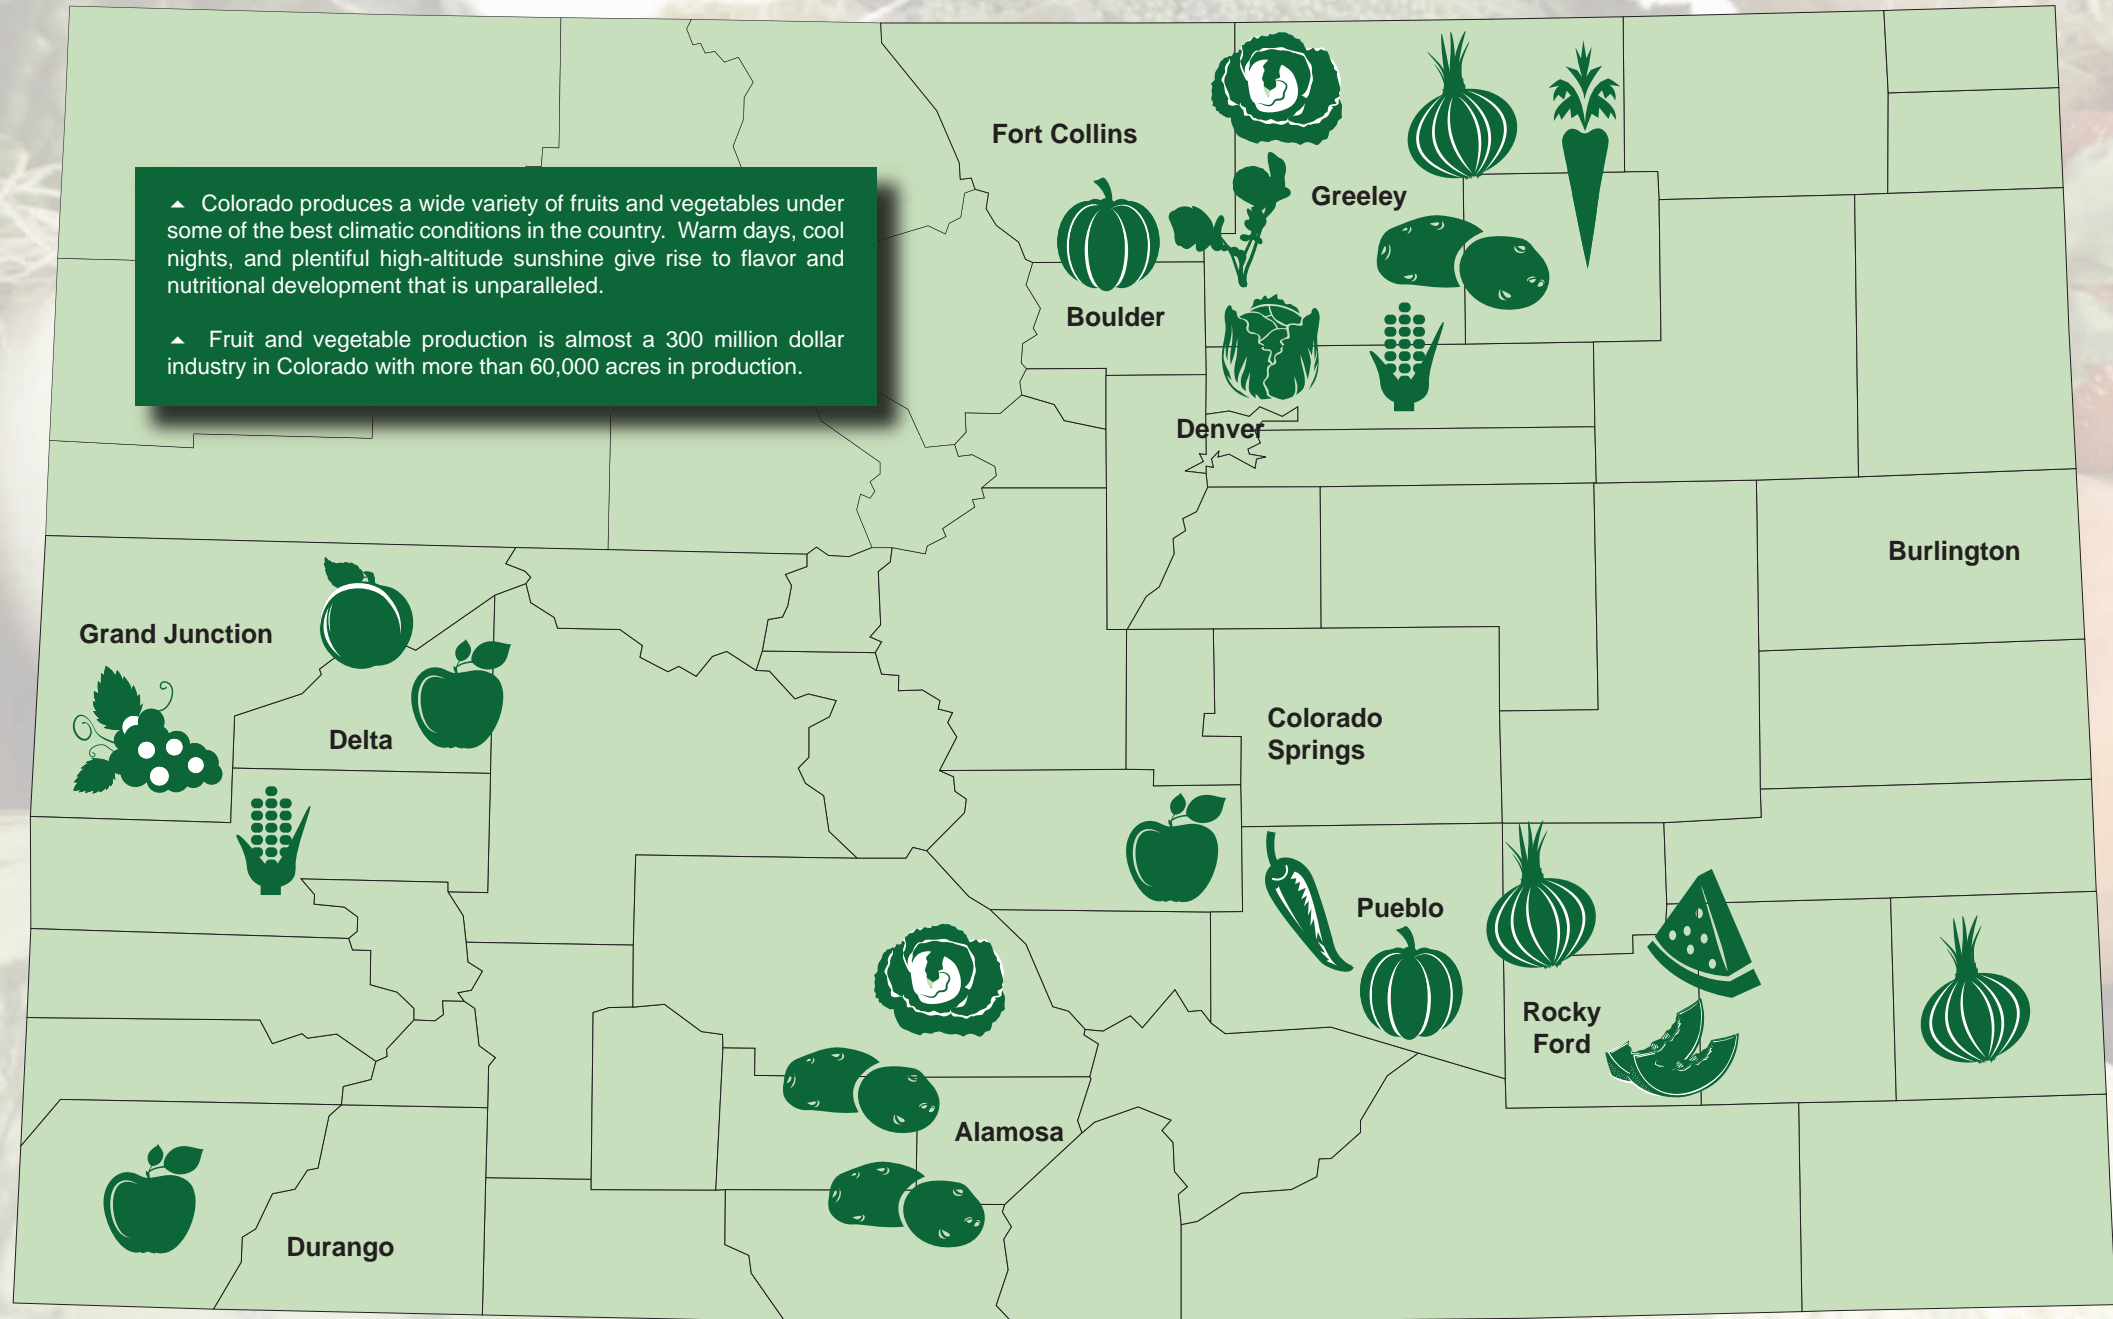 Fort Collins
▲ Colorado produces a wide variety of fruits and vegetables under
some of the best climatic conditions in the country. Warm days, cool
nights, and plentiful high-altitude sunshine give rise to flavor and
nutritional development that is unparalleled.
▲ Fruit and vegetable production is almost a 300 million dollar
industry in Colorado with more than 60,000 acres in production.
Greeley
Boulder
Denver
Burlington
Grand Junction
Delta
Colorado
Springs
Pueblo
Rocky
Ford
Alamosa
Durango